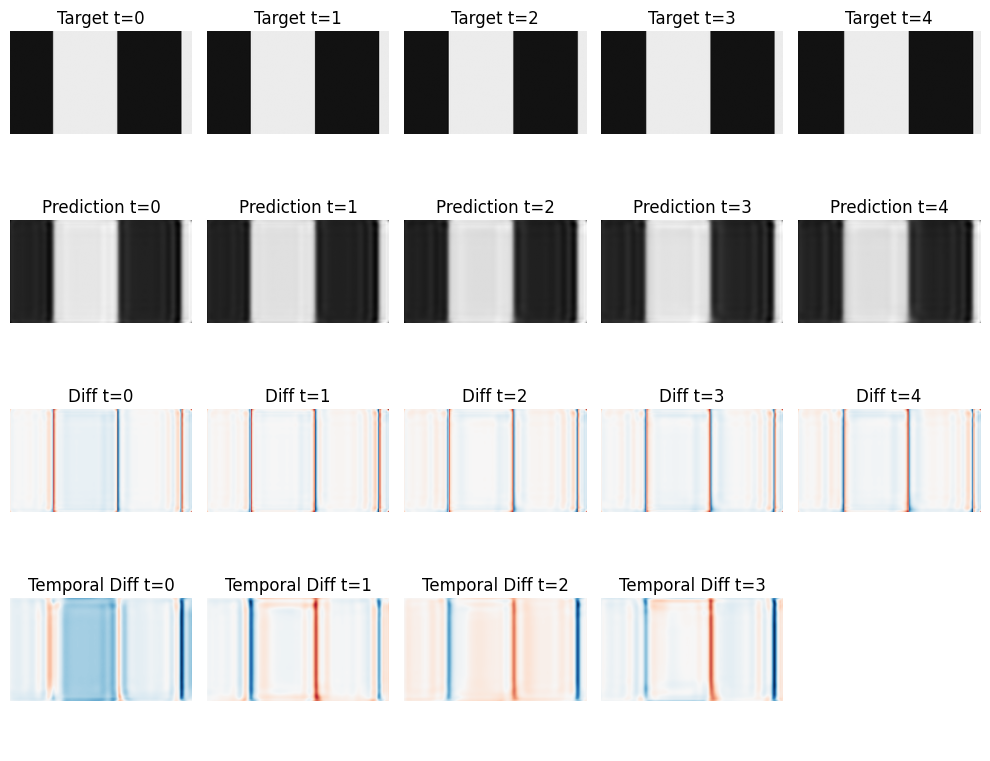 Target t=0 Target t=1 Target t=2 Target t=3 Target t=4
Prediction t=0 Prediction t=1 Prediction t=2 Prediction t=3 Prediction t=4
Diff t=0 Diff t=1 Diff t=2 Diff t=3 Diff t=4
Temporal Diff t=0 Temporal Diff t=1 Temporal Diff t=2 Temporal Diff t=3